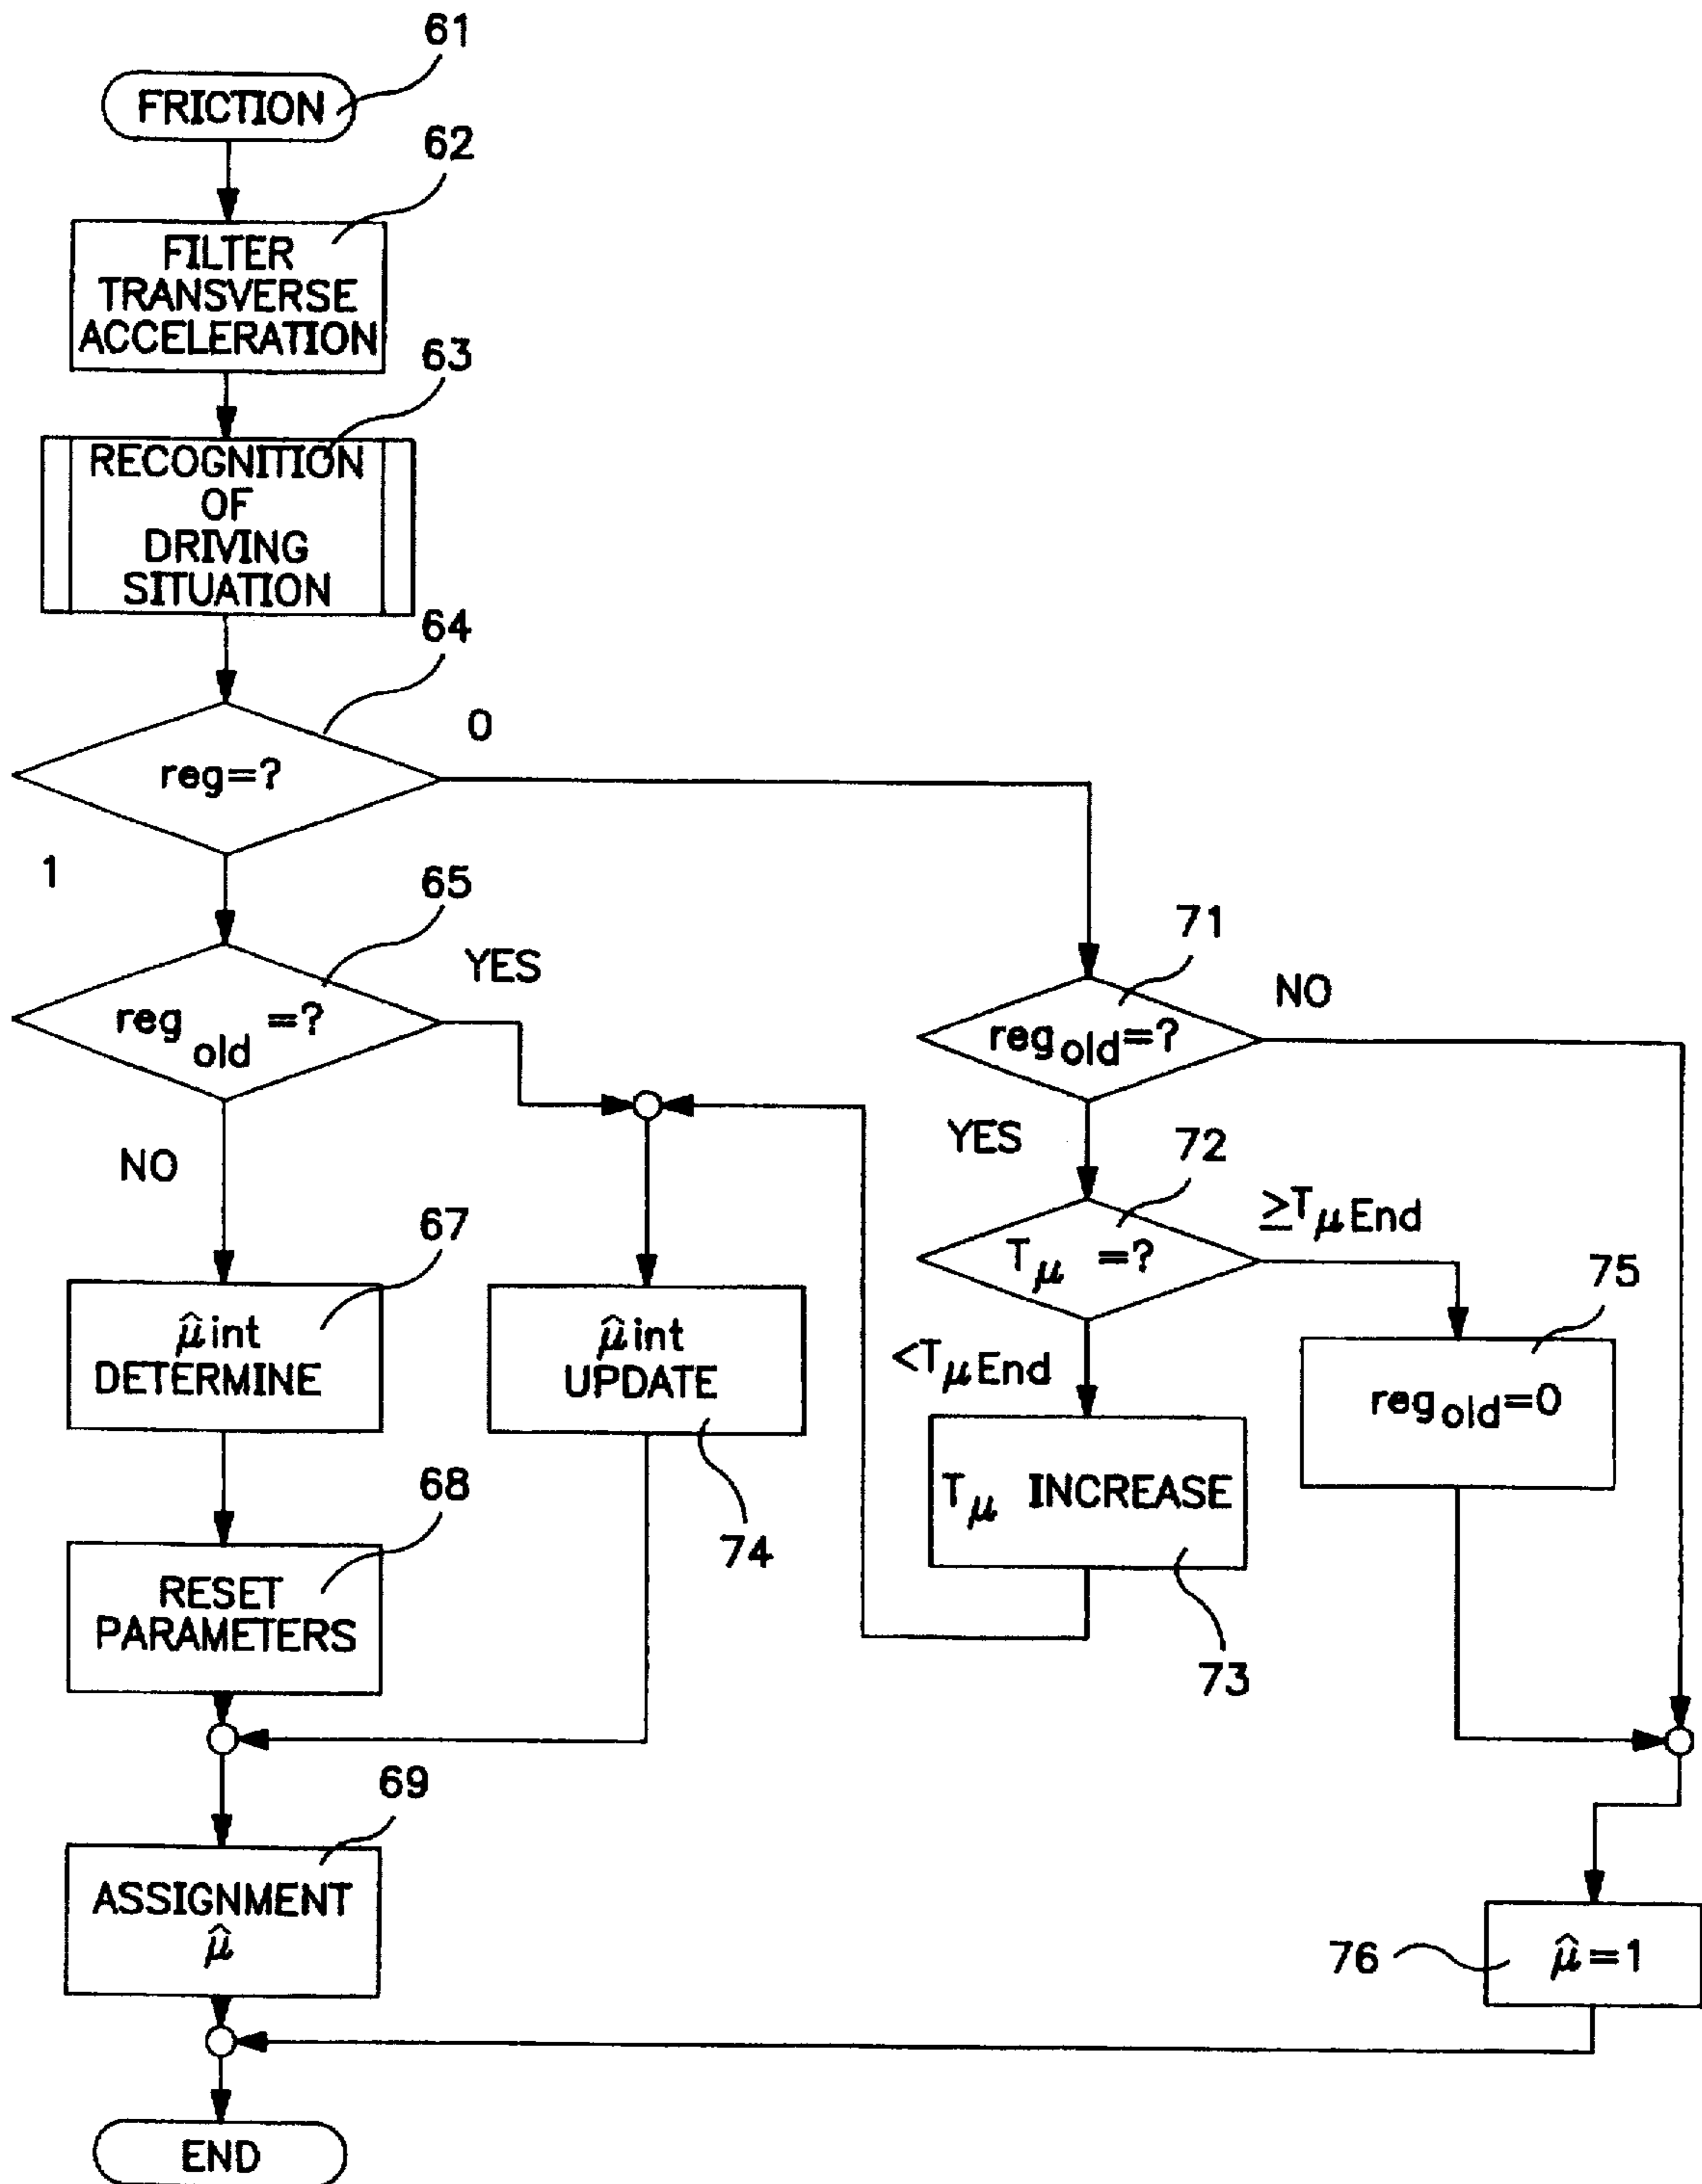 61
FRICTION
62
FILTER
TRANSVERSE
ACCELERATION
63
RECOGNITION
OF
DRIVING
SITUATION
64
reg=?
0
1
65
reg old =?
YES
NO
71
reg old=?
NO
YES
72
Tμ =?
≥TμEnd
<TμEnd
67
μ̂int
DETERMINE
μ̂int
UPDATE
74
Tμ INCREASE
73
75
reg old=0
68
RESET
PARAMETERS
69
ASSIGNMENT
μ̂
76
μ̂=1
END